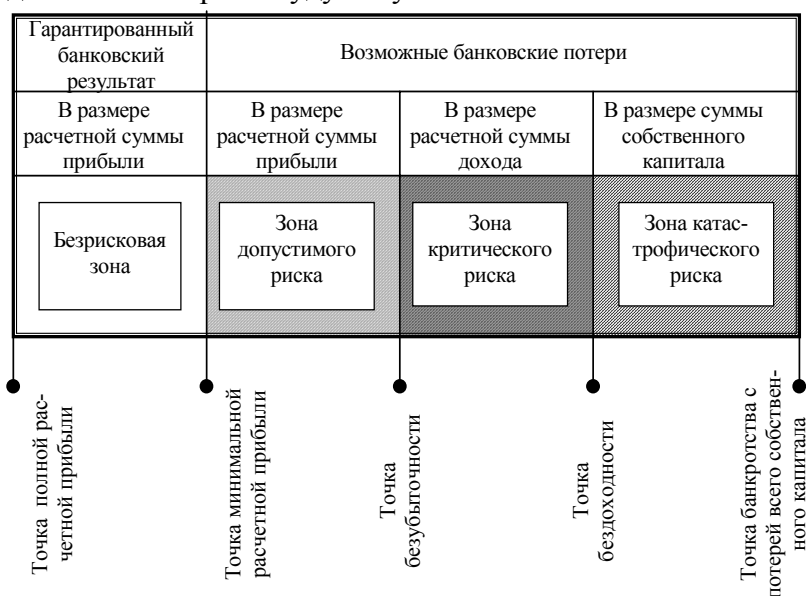 Гарантированный
банковский
результат
Возможные банковские потери
В размере
расчетной суммы
прибыли
В размере
расчетной суммы
прибыли
В размере
расчетной суммы
дохода
В размере суммы
собственного
капитала
Безрисковая
зона
Зона
допустимого
риска
Зона
критического
риска
Зона катас-
трофического
риска
Точка полной рас-
четной прибыли
Точка минимальной
расчетной прибыли
Точка
безубыточности
Точка
бездоходности
Точка банкротства с
потерей всего собствен-
ного капитала